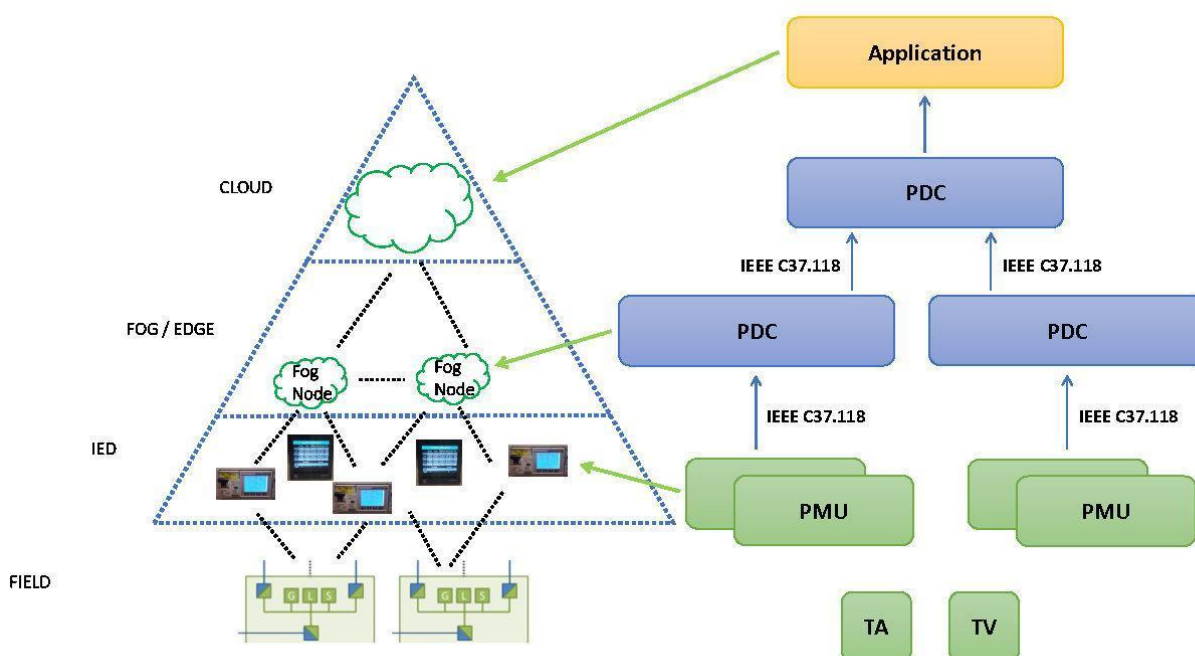 Application
CLOUD
PDC
IEEE C37.118
IEEE C37.118
FOG / EDGE
PDC
PDC
Fog
Node
Fog
Node
IEEE C37.118
IEEE C37.118
IED
PMU
PMU
FIELD
G L S
G L S
TA
TV